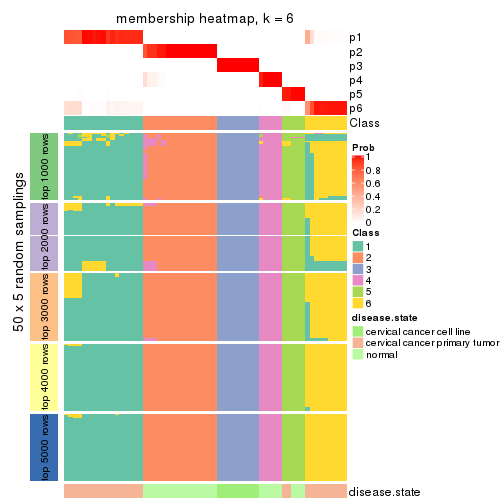 membership heatmap, k = 6
p1
p2
p3
p4
p5
p6
Class
50 x 5 random samplings
top 1000 rows
top 2000 rows
top 3000 rows
top 4000 rows
top 5000 rows
Prob
1
0.8
0.6
0.4
0.2
0
Class
1
2
3
4
5
6
disease.state
cervical cancer cell line
cervical cancer primary tumor
normal
disease.state